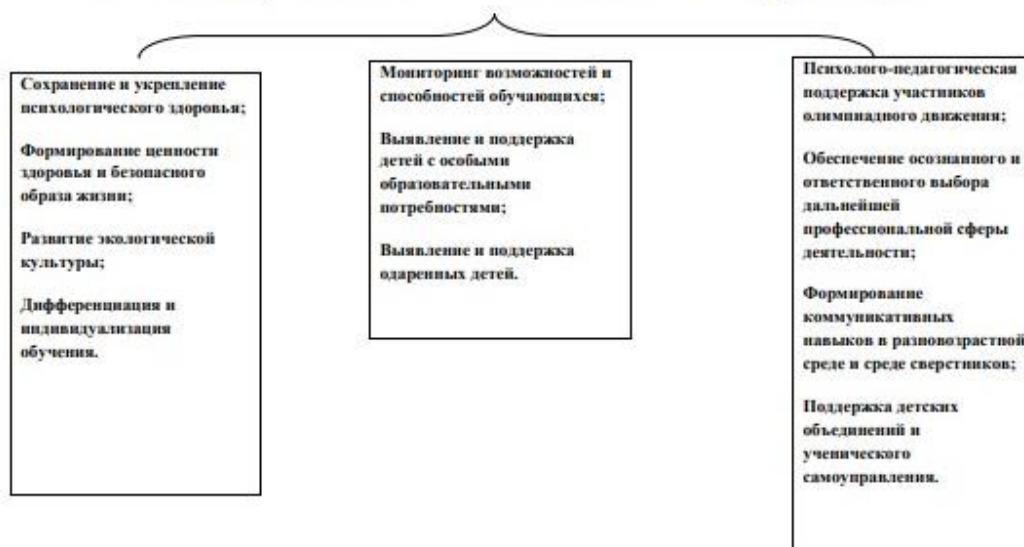 Сохранение и укрепление
психологического здоровья;
Формирование ценности
здоровья и безопасного
образа жизни;
Развитие экологической
культуры;
Дифференциация и
индивидуализация
обучения.
Мониторинг возможностей и
способностей обучающихся;
Выявление и поддержка
детей с особыми
образовательными
потребностями;
Выявление и поддержка
одаренных детей.
Психолого-педагогическая
поддержка участников
олимпиадного движения;
Обеспечение осознанного и
ответственного выбора
дальнейшей
профессиональной сферы
деятельности;
Формирование
коммуникативных
навыков в разновозрастной
среде и среде сверстников;
Поддержка детских
объединений и
ученического
самоуправления.